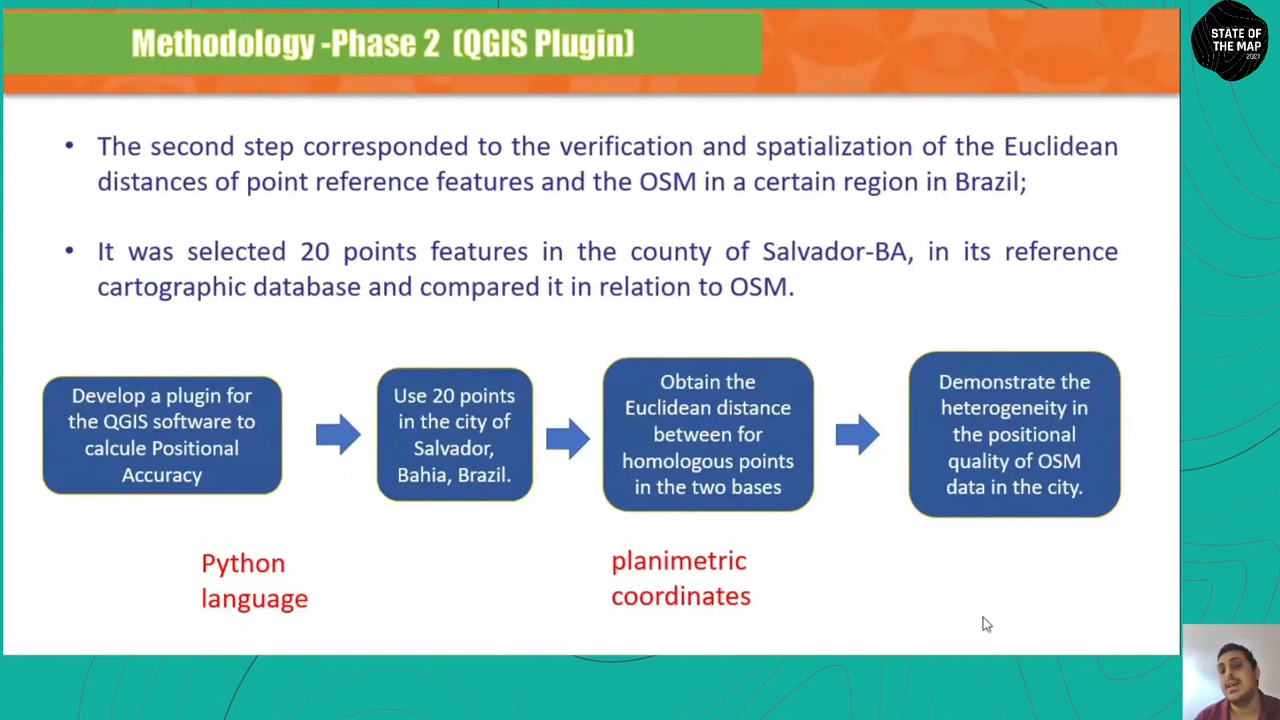 Methodology -Phase 2 (QGIS Plugin)
STATE OF
THE MAP
2021
• The second step corresponded to the verification and spatialization of the Euclidean
distances of point reference features and the OSM in a certain region in Brazil;
• It was selected 20 points features in the county of Salvador-BA, in its reference
cartographic database and compared it in relation to OSM.
Develop a plugin for
the QGIS software to
calcule Positional
Accuracy
Use 20 points
in the city of
Salvador,
Bahia, Brazil.
Obtain the
Euclidean distance
between for
homologous points
in the two bases
Demonstrate the
heterogeneity in
the positional
quality of OSM
data in the city.
Python
language
planimetric
coordinates